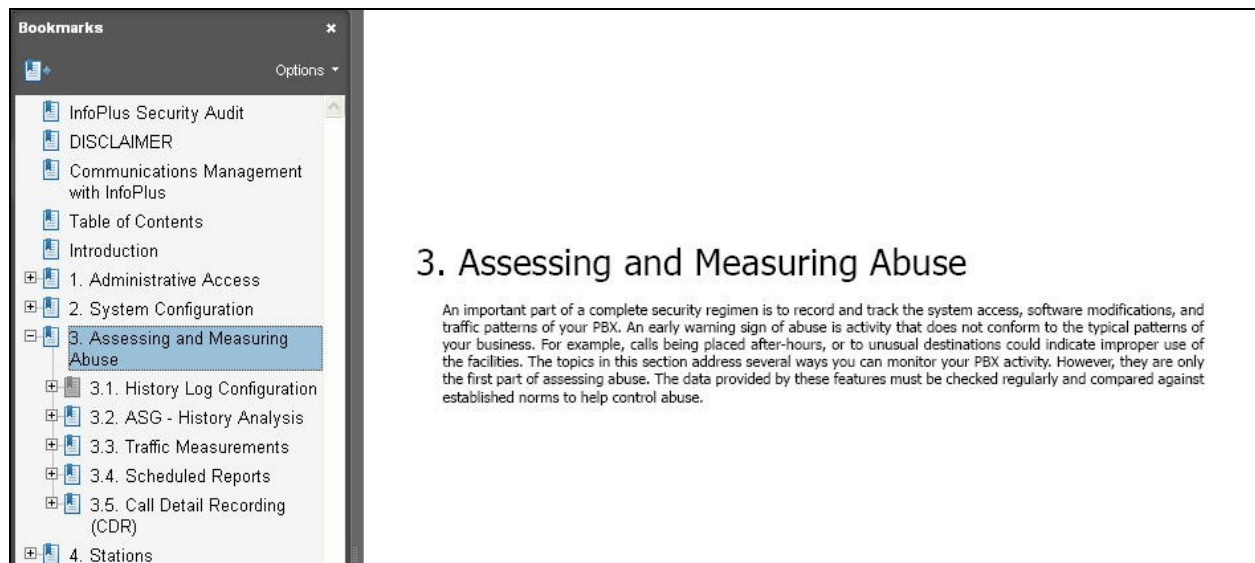 Bookmarks
Options
InfoPlus Security Audit
DISCLAIMER
Communications Management
with InfoPlus
Table of Contents
Introduction
1. Administrative Access
2. System Configuration
3. Assessing and Measuring
Abuse
3.1. History Log Configuration
3.2. ASG - History Analysis
3.3. Traffic Measurements
3.4. Scheduled Reports
3.5. Call Detail Recording
(CDR)
4. Stations
3. Assessing and Measuring Abuse
An important part of a complete security regimen is to record and track the system access, software modifications, and
traffic patterns of your PBX. An early warning sign of abuse is activity that does not conform to the typical patterns of
your business. For example, calls being placed after-hours, or to unusual destinations could indicate improper use of
the facilities. The topics in this section address several ways you can monitor your PBX activity. However, they are only
the first part of assessing abuse. The data provided by these features must be checked regularly and compared against
established norms to help control abuse.